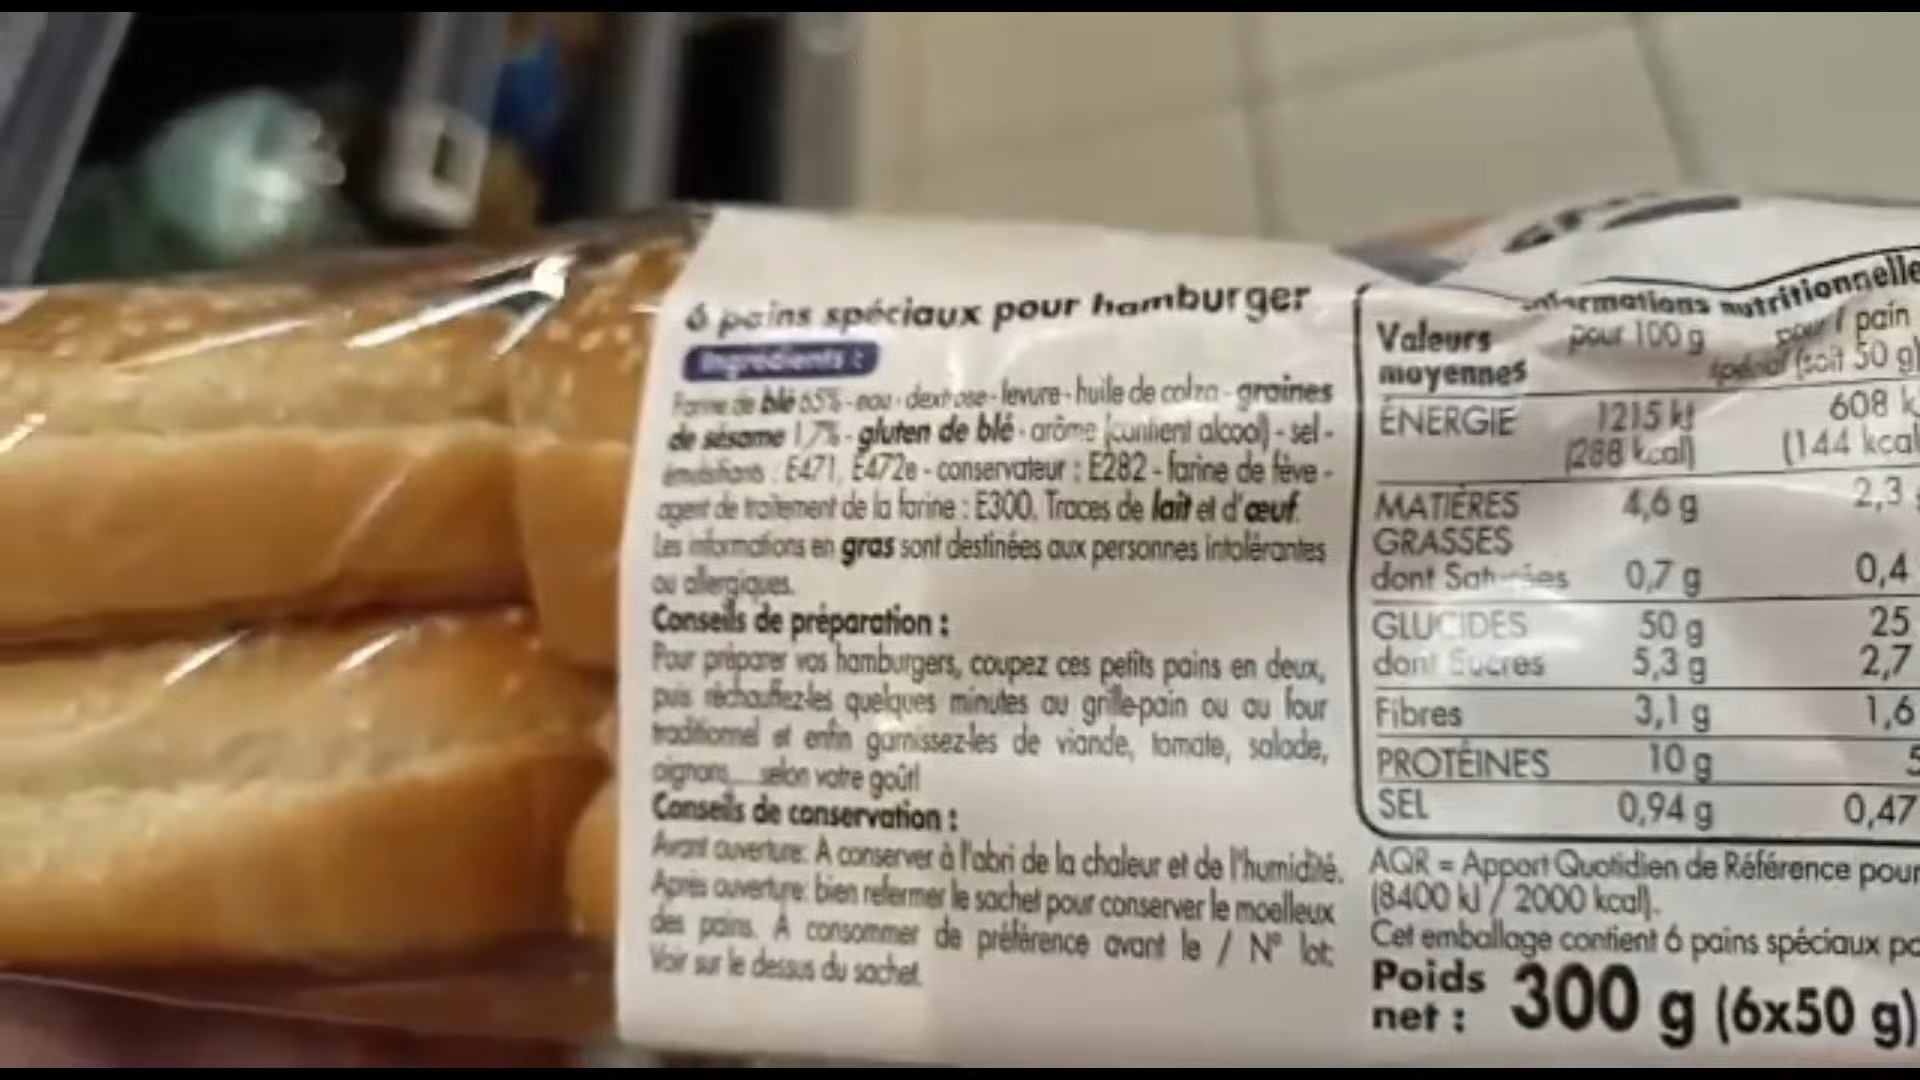 6 pains spéciaux pour hamburger
Ingrédients :
Farine de blé 65% - eau - dextrose - levure - huile de colza - graines
de sésame 1,7% - gluten de blé - arôme (contient alcool) - sel -
émulsifiants : E471, E472e - conservateur : E282 - farine de fève -
agent de traitement de la farine : E300. Traces de lait et d'œuf.
Les informations en gras sont destinées aux personnes intolérantes
ou allergiques.
Conseils de préparation :
Pour préparer vos hamburgers, coupez ces petits pains en deux,
puis réchauffez-les quelques minutes au grille-pain ou au four
traditionnel et enfin garnissez-les de viande, tomate, salade,
oignons, ... selon votre goût!
Conseils de conservation :
Avant ouverture: A conserver à l'abri de la chaleur et de l'humidité.
Après ouverture: bien refermer le sachet pour conserver le moelleux
des pains. A consommer de préférence avant le / N° lot:
Voir sur le dessus du sachet.
Informations nutritionnelle
Valeurs moyennes pour 100 g pour 1 pain spécial (soit 50 g)
ÉNERGIE 1215 kJ 608 k
(288 kcal) (144 kcal
MATIÈRES GRASSES 4,6 g 2,3
dont Saturées 0,7 g 0,4
GLUCIDES 50 g 25
dont Sucres 5,3 g 2,7
Fibres 3,1 g 1,6
PROTÉINES 10 g 5
SEL 0,94 g 0,47
AQR = Apport Quotidien de Référence pour
(8400 kJ / 2000 kcal).
Cet emballage contient 6 pains spéciaux po
Poids net : 300 g (6x50 g)